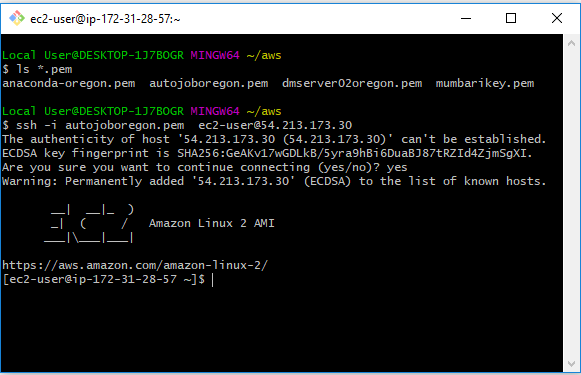 ec2-user@ip-172-31-28-57:~
Local User@DESKTOP-1J7BOGR MINGW64 ~/aws
$ ls *.pem
anaconda-oregon.pem  autojoboregon.pem  dmserver02oregon.pem  mumbarikey.pem
Local User@DESKTOP-1J7BOGR MINGW64 ~/aws
$ ssh -i autojoboregon.pem  ec2-user@54.213.173.30
The authenticity of host '54.213.173.30 (54.213.173.30)' can't be established.
ECDSA key fingerprint is SHA256:GeAKv17wGDLkB/5yra9hBi6DuaBJ87tRZId4ZjmSgXI.
Are you sure you want to continue connecting (yes/no)? yes
Warning: Permanently added '54.213.173.30' (ECDSA) to the list of known hosts.
       __|  __|_  )
       _|  (     /   Amazon Linux 2 AMI
      ___|\___|___|
https://aws.amazon.com/amazon-linux-2/
[ec2-user@ip-172-31-28-57 ~]$